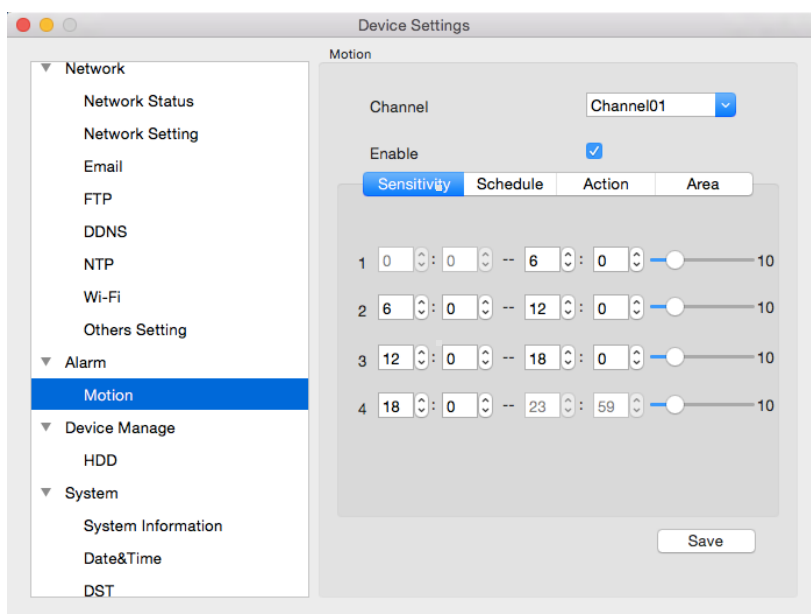 Device Settings
Network
Network Status
Network Setting
Email
FTP
DDNS
NTP
Wi-Fi
Others Setting
Alarm
Motion
Device Manage
HDD
System
System Information
Date&Time
DST
Motion
Channel Channel01
Enable
Sensitivity Schedule Action Area
1 0 : 0 -- 6 : 0 10
2 6 : 0 -- 12 : 0 10
3 12 : 0 -- 18 : 0 10
4 18 : 0 -- 23 : 59 10
Save